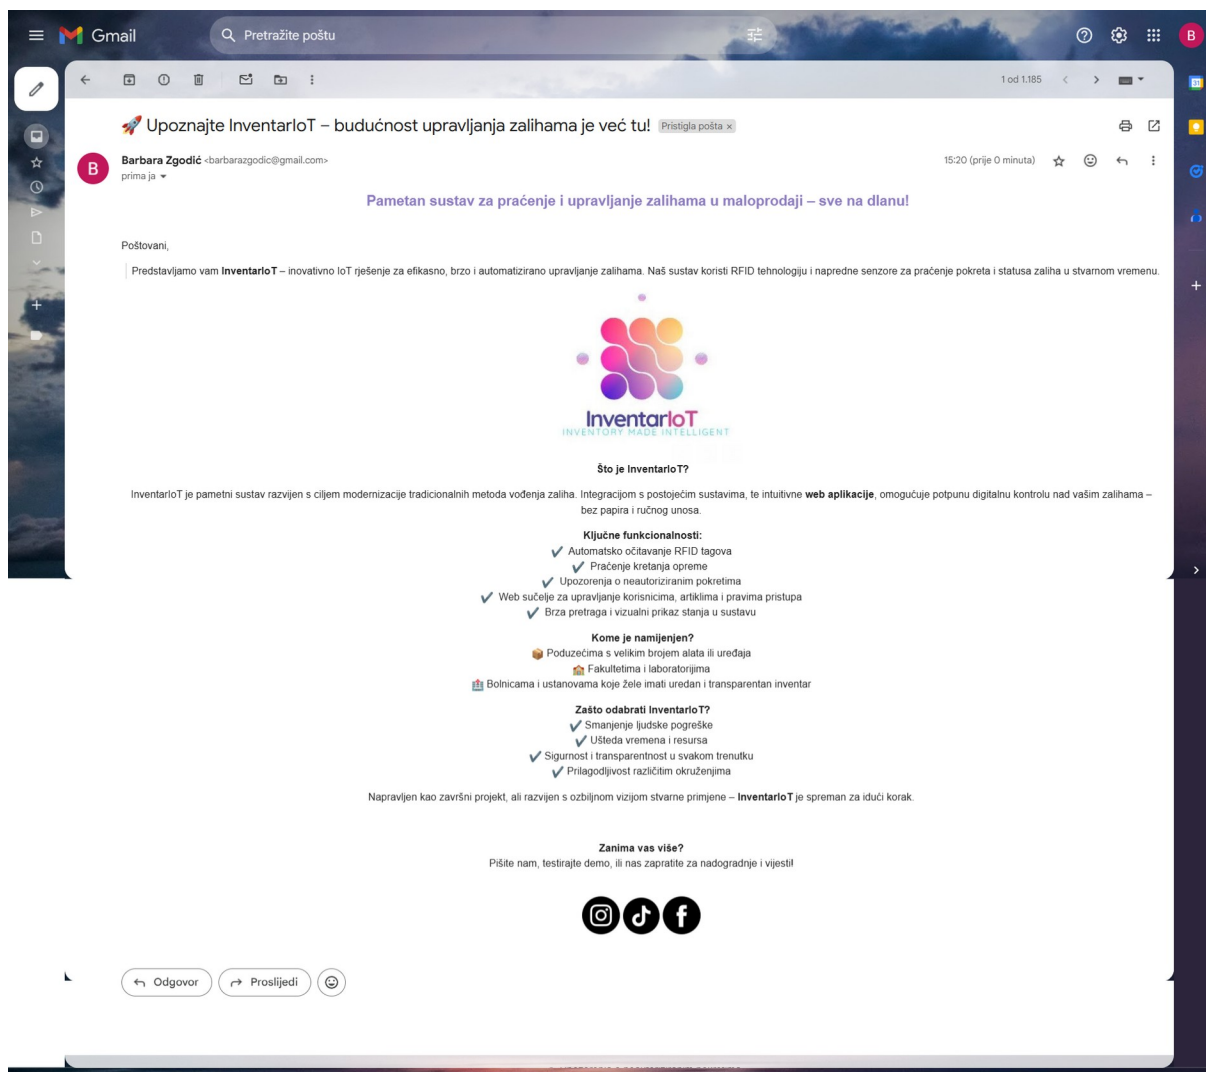 Gmail
Pretražite poštu
B
1 od 1.185
31
🚀 Upoznajte InventarIoT – budućnost upravljanja zalihama je već tu! Pristigla pošta ×
B
Barbara Zgodić <barbarazgodic@gmail.com>
15:20 (prije 0 minuta)
prima ja
Pametan sustav za praćenje i upravljanje zalihama u maloprodaji – sve na dlanu!
Poštovani,
Predstavljamo vam InventarIoT – inovativno IoT rješenje za efikasno, brzo i automatizirano upravljanje zalihama. Naš sustav koristi RFID tehnologiju i napredne senzore za praćenje pokreta i statusa zaliha u stvarnom vremenu.
InventarIoT
INVENTORY MADE INTELLIGENT
Što je InventarIoT?
InventarIoT je pametni sustav razvijen s ciljem modernizacije tradicionalnih metoda vođenja zaliha. Integracijom s postojećim sustavima, te intuitivne web aplikacije, omogućuje potpunu digitalnu kontrolu nad vašim zalihama –
bez papira i ručnog unosa.
Ključne funkcionalnosti:
✔ Automatsko očitavanje RFID tagova
✔ Praćenje kretanja opreme
✔ Upozorenja o neautoriziranim pokretima
✔ Web sučelje za upravljanje korisnicima, artiklima i pravima pristupa
✔ Brza pretraga i vizualni prikaz stanja u sustavu
Kome je namijenjen?
📦 Poduzećima s velikim brojem alata ili uređaja
🏫 Fakultetima i laboratorijima
🏥 Bolnicama i ustanovama koje žele imati uredan i transparentan inventar
Zašto odabrati InventarIoT?
✔ Smanjenje ljudske pogreške
✔ Ušteda vremena i resursa
✔ Sigurnost i transparentnost u svakom trenutku
✔ Prilagodljivost različitim okruženjima
Napravljen kao završni projekt, ali razvijen s ozbiljnom vizijom stvarne primjene – InventarIoT je spreman za idući korak.
Zanima vas više?
Pišite nam, testirajte demo, ili nas zapratite za nadogradnje i vijesti!
Odgovor
Proslijedi